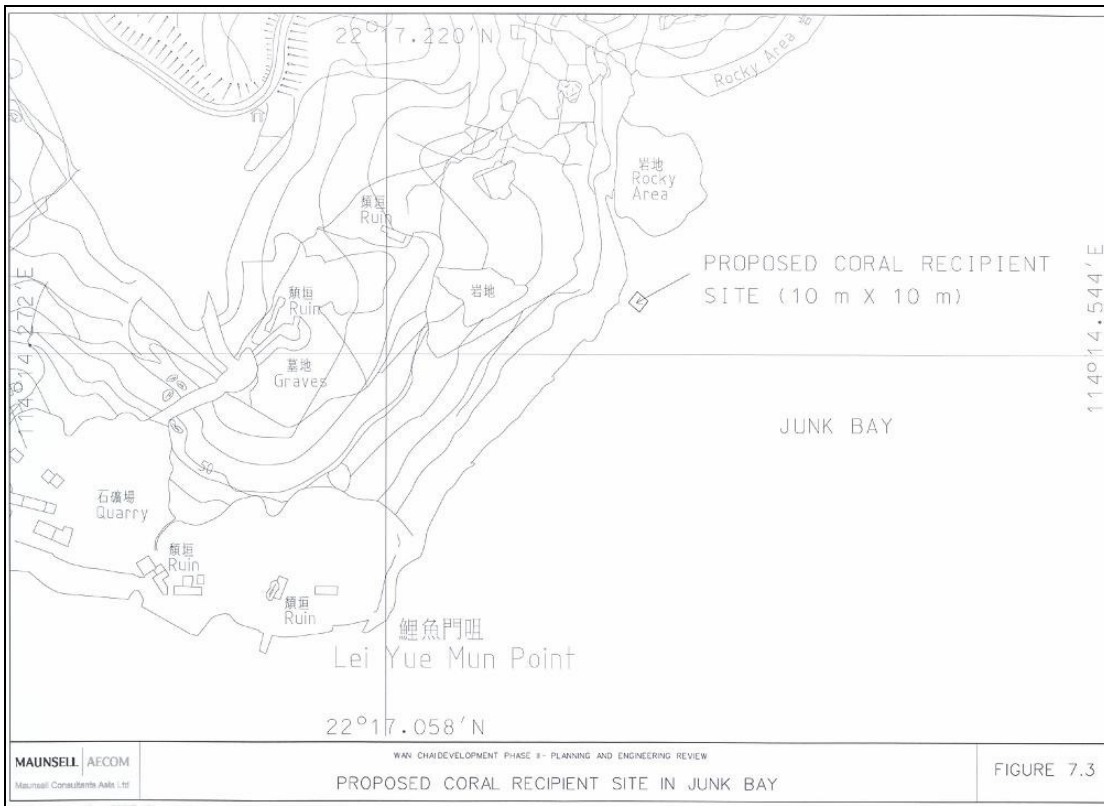 22°17.220'N
Rocky Area
岩地
Rocky
Area
頹垣
Ruin
PROPOSED CORAL RECIPIENT
SITE (10 m X 10 m)
114°14.272'E
114°14.544'E
頹垣
Ruin
岩地
墓地
Graves
JUNK BAY
50
石礦場
Quarry
頹垣
Ruin
頹垣
Ruin
鯉魚門咀
Lei Yue Mun Point
22°17.058'N
MAUNSELL | AECOM
Maunsell Consultants Asia Ltd
WAN CHAI DEVELOPMENT PHASE II - PLANNING AND ENGINEERING REVIEW
PROPOSED CORAL RECIPIENT SITE IN JUNK BAY
FIGURE 7.3